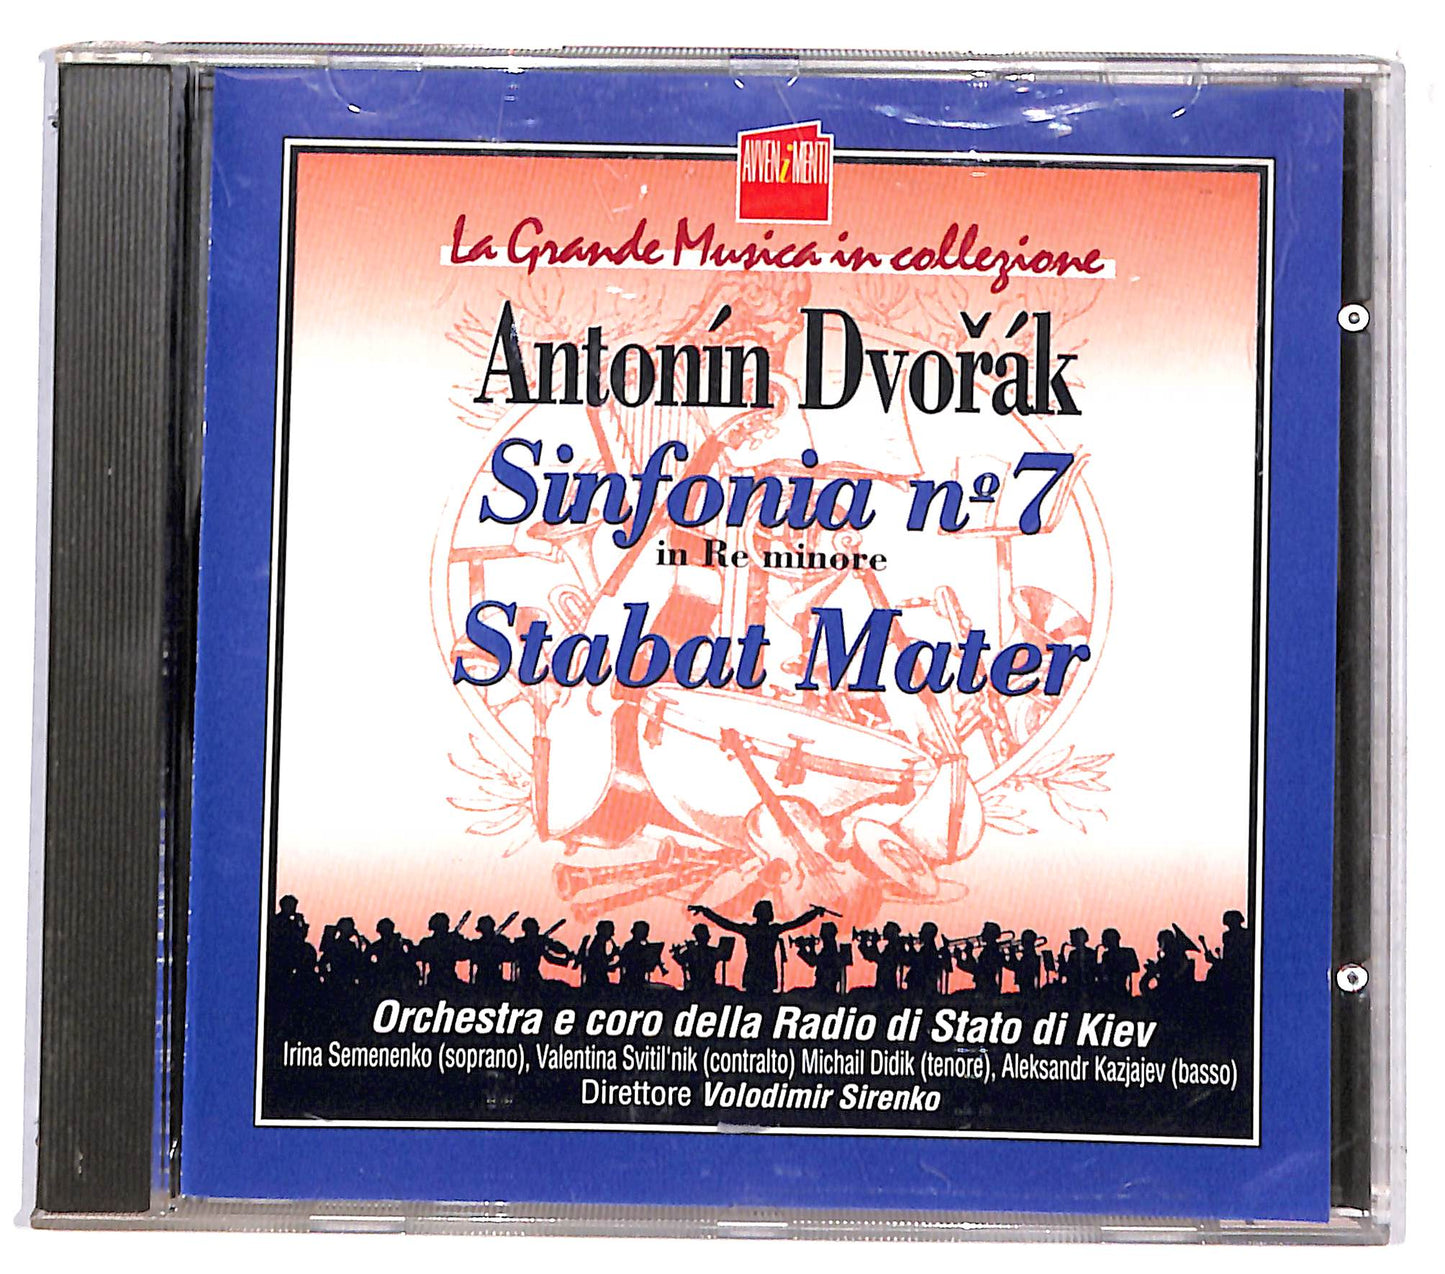 AVVENiMENTI
La Grande Musica in collezione
Antonín Dvořák
Sinfonia nº 7
in Re minore
Stabat Mater
Orchestra e coro della Radio di Stato di Kiev
Irina Semenenko (soprano), Valentina Svitil'nik (contralto) Michail Didik (tenore), Aleksandr Kazjajev (basso)
Direttore Volodimir Sirenko